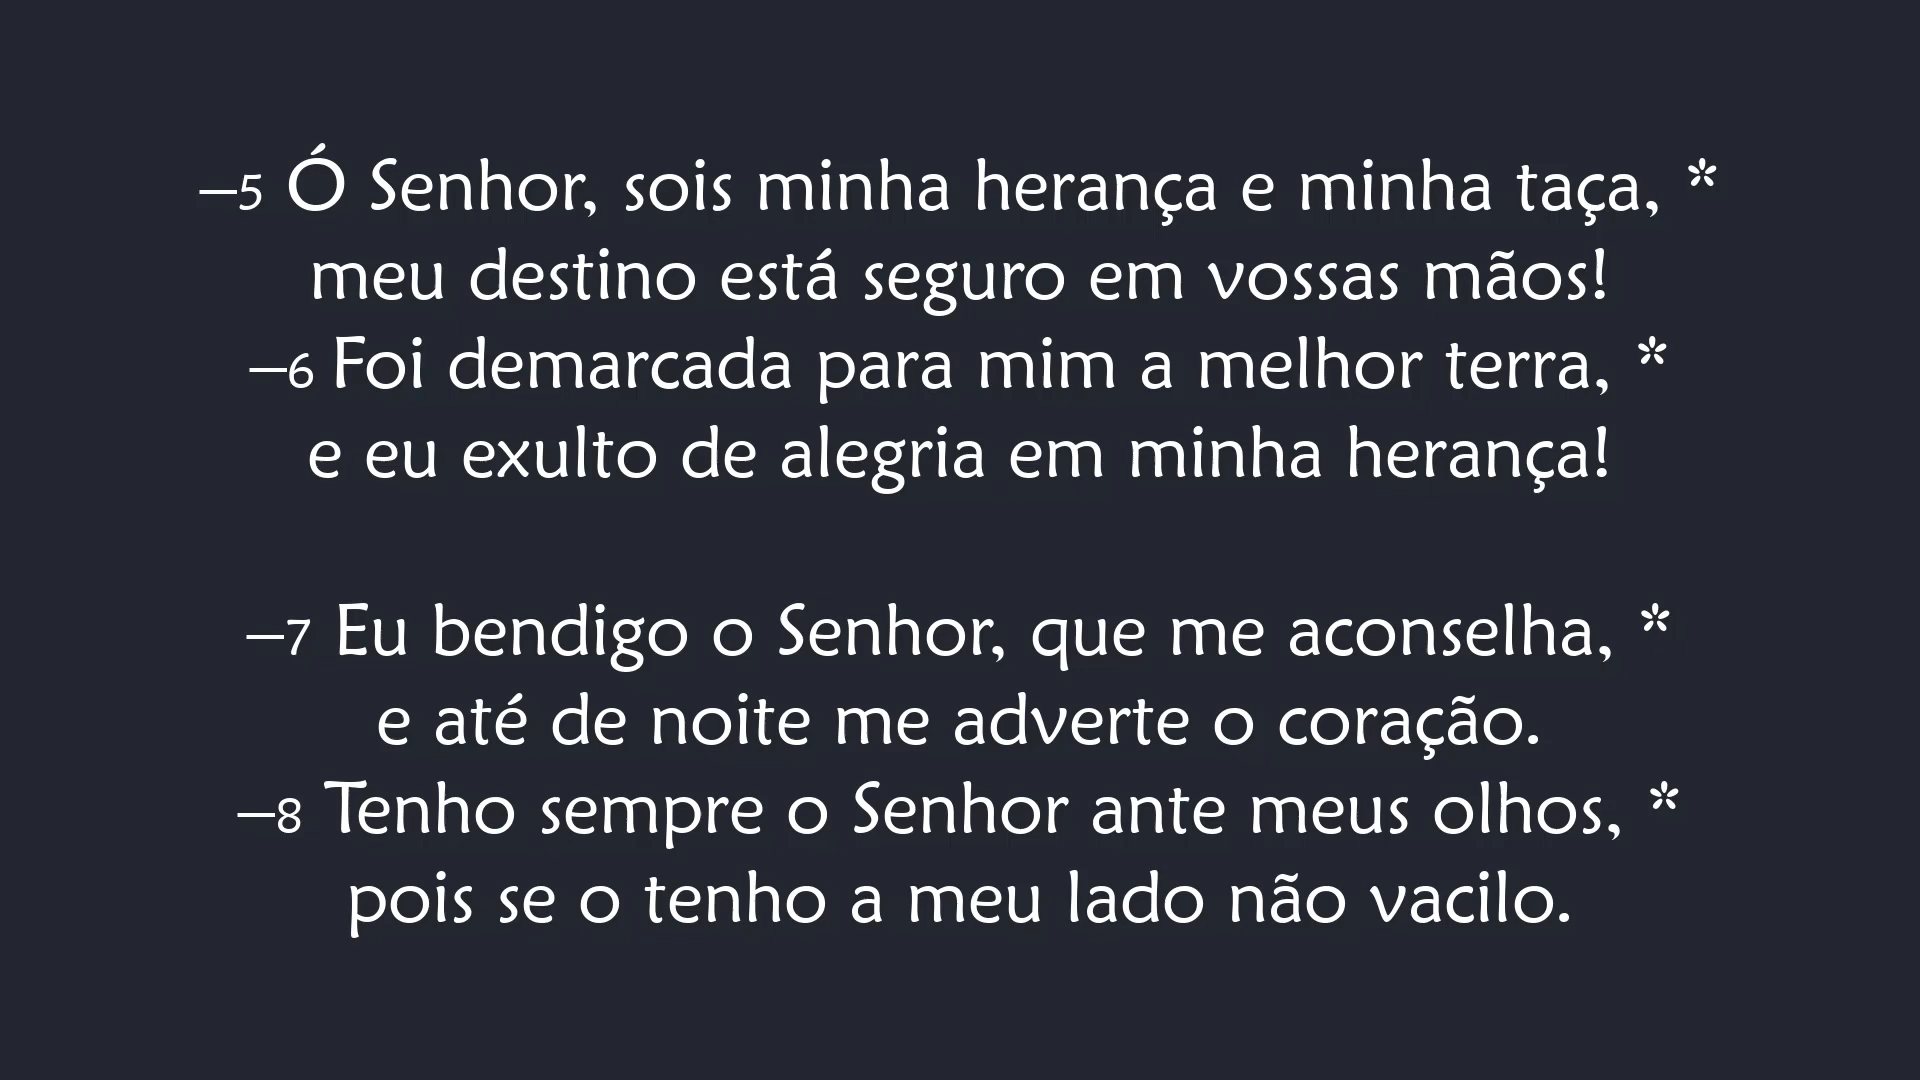 –5 Ó Senhor, sois minha herança e minha taça, *
meu destino está seguro em vossas mãos!
–6 Foi demarcada para mim a melhor terra, *
e eu exulto de alegria em minha herança!
–7 Eu bendigo o Senhor, que me aconselha, *
e até de noite me adverte o coração.
–8 Tenho sempre o Senhor ante meus olhos, *
pois se o tenho a meu lado não vacilo.